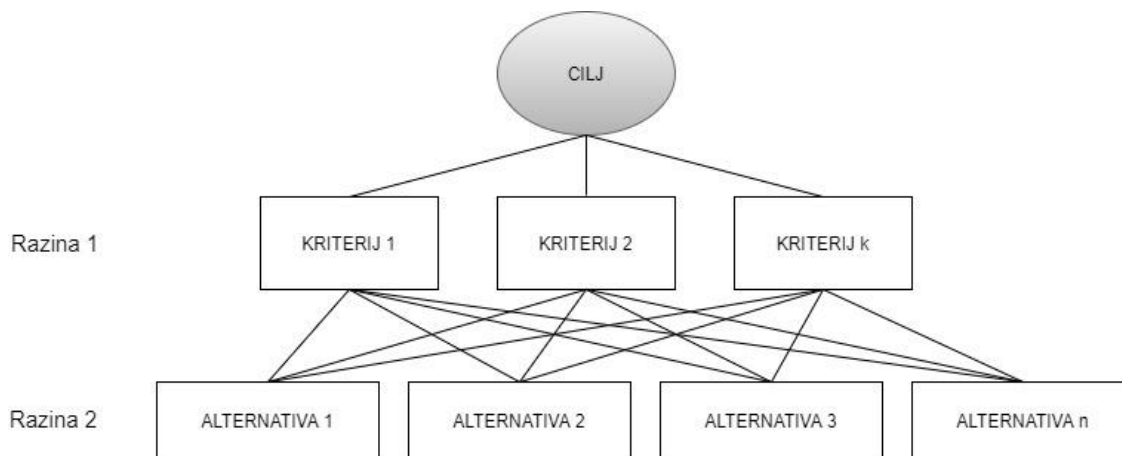 CILJ
Razina 1
KRITERIJ 1
KRITERIJ 2
KRITERIJ k
Razina 2
ALTERNATIVA 1
ALTERNATIVA 2
ALTERNATIVA 3
ALTERNATIVA n